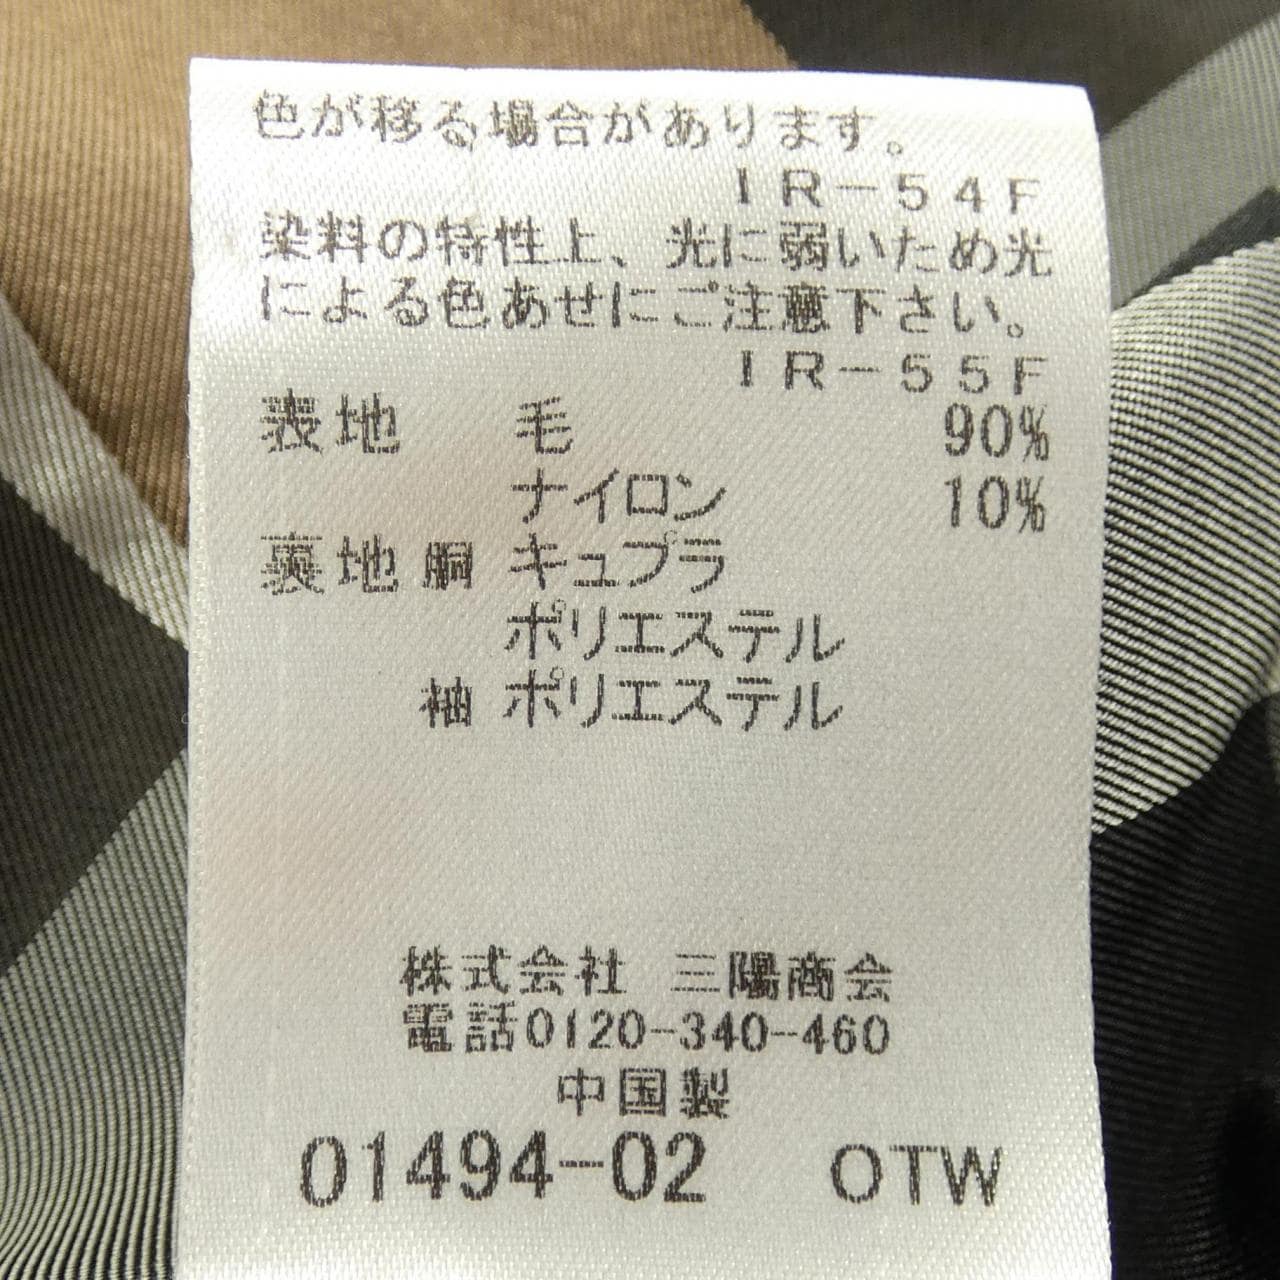 色が移る場合があります。
IR-54F
染料の特性上、光に弱いため光
による色あせにご注意下さい。
IR-55F
表地 毛 90%
ナイロン 10%
裏地 胴 キュプラ
ポリエステル
袖 ポリエステル
株式会社 三陽商会
電話0120-340-460
中国製
01494-02 OTW